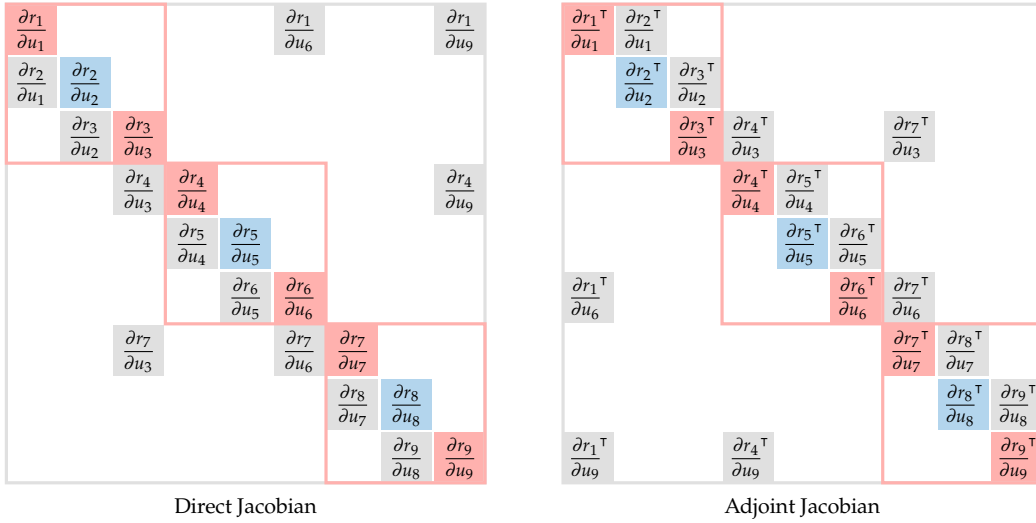 ∂r₁/∂u₁ ∂r₁/∂u₆ ∂r₁/∂u₉
∂r₂/∂u₁ ∂r₂/∂u₂
∂r₃/∂u₂ ∂r₃/∂u₃
∂r₄/∂u₃ ∂r₄/∂u₄ ∂r₄/∂u₉
∂r₅/∂u₄ ∂r₅/∂u₅
∂r₆/∂u₅ ∂r₆/∂u₆
∂r₇/∂u₃ ∂r₇/∂u₆ ∂r₇/∂u₇
∂r₈/∂u₇ ∂r₈/∂u₈
∂r₉/∂u₈ ∂r₉/∂u₉
Direct Jacobian
∂r₁/∂u₁ᵀ ∂r₂/∂u₁ᵀ
∂r₂/∂u₂ᵀ ∂r₃/∂u₂ᵀ
∂r₃/∂u₃ᵀ ∂r₄/∂u₃ᵀ ∂r₇/∂u₃ᵀ
∂r₄/∂u₄ᵀ ∂r₅/∂u₄ᵀ
∂r₅/∂u₅ᵀ ∂r₆/∂u₅ᵀ
∂r₁/∂u₆ᵀ ∂r₆/∂u₆ᵀ ∂r₇/∂u₆ᵀ
∂r₇/∂u₇ᵀ ∂r₈/∂u₇ᵀ
∂r₈/∂u₈ᵀ ∂r₉/∂u₈ᵀ
∂r₁/∂u₉ᵀ ∂r₄/∂u₉ᵀ ∂r₉/∂u₉ᵀ
Adjoint Jacobian